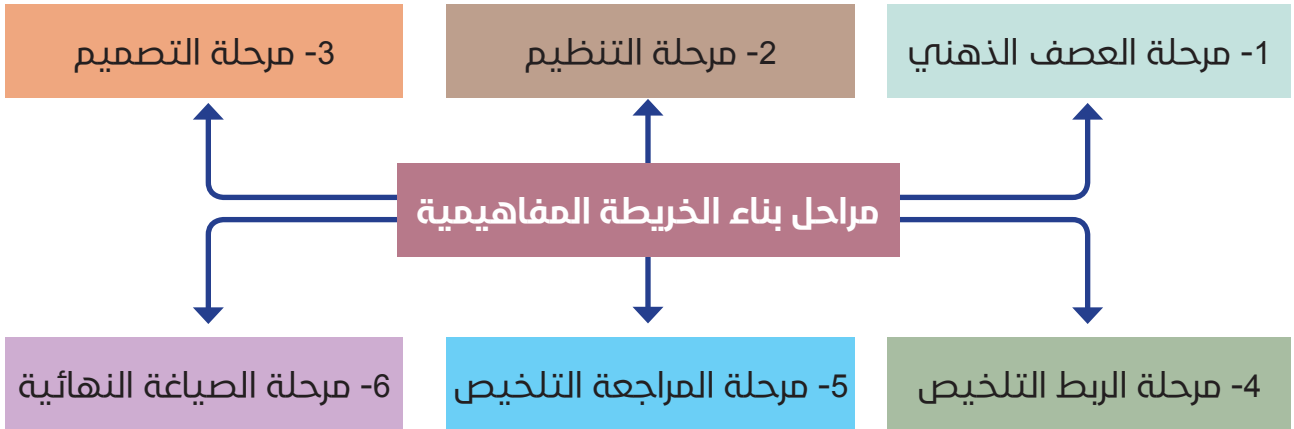 1- مرحلة العصف الذهني
2- مرحلة التنظيم
3- مرحلة التصميم
مراحل بناء الخريطة المفاهيمية
4- مرحلة الربط التلخيص
5- مرحلة المراجعة التلخيص
6- مرحلة الصياغة النهائية